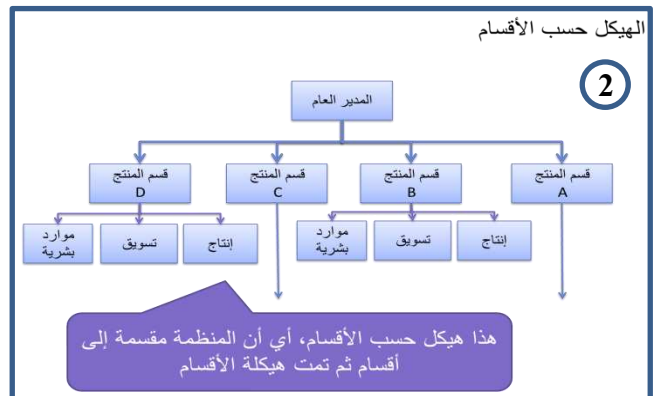 الهيكل حسب الأقسام
2
المدير العام
قسم المنتج
A
قسم المنتج
B
قسم المنتج
C
قسم المنتج
D
إنتاج
تسويق
موارد
بشرية
إنتاج
تسويق
موارد
بشرية
هذا هيكل حسب الأقسام، أي أن المنظمة مقسمة إلى
أقسام ثم تمت هيكلة الأقسام